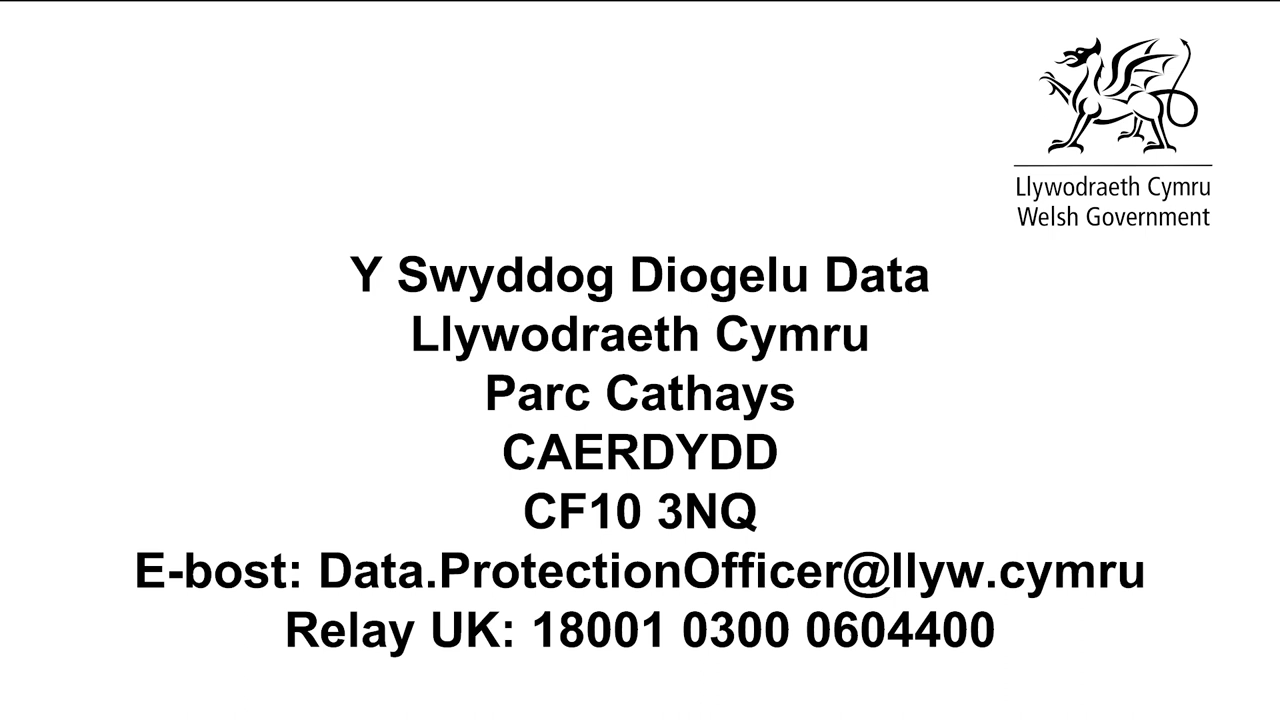 Llywodraeth Cymru
Welsh Government
Y Swyddog Diogelu Data
Llywodraeth Cymru
Parc Cathays
CAERDYDD
CF10 3NQ
E-bost: Data.ProtectionOfficer@llyw.cymru
Relay UK: 18001 0300 0604400